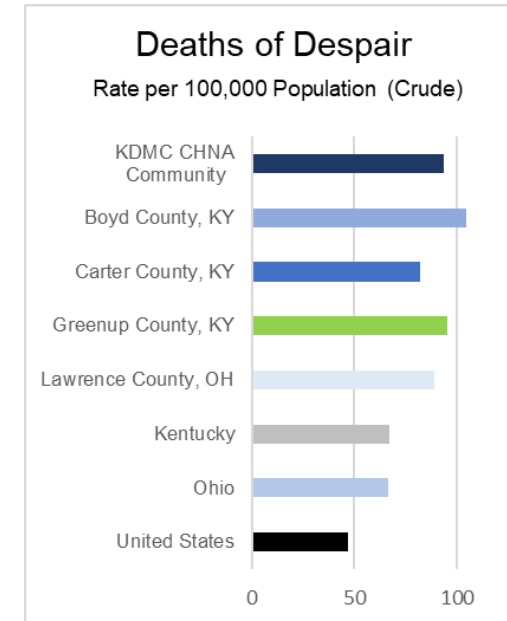 Deaths of Despair
Rate per 100,000 Population (Crude)
KDMC CHNA
Community
Boyd County, KY
Carter County, KY
Greenup County, KY
Lawrence County, OH
Kentucky
Ohio
United States
0 50 100